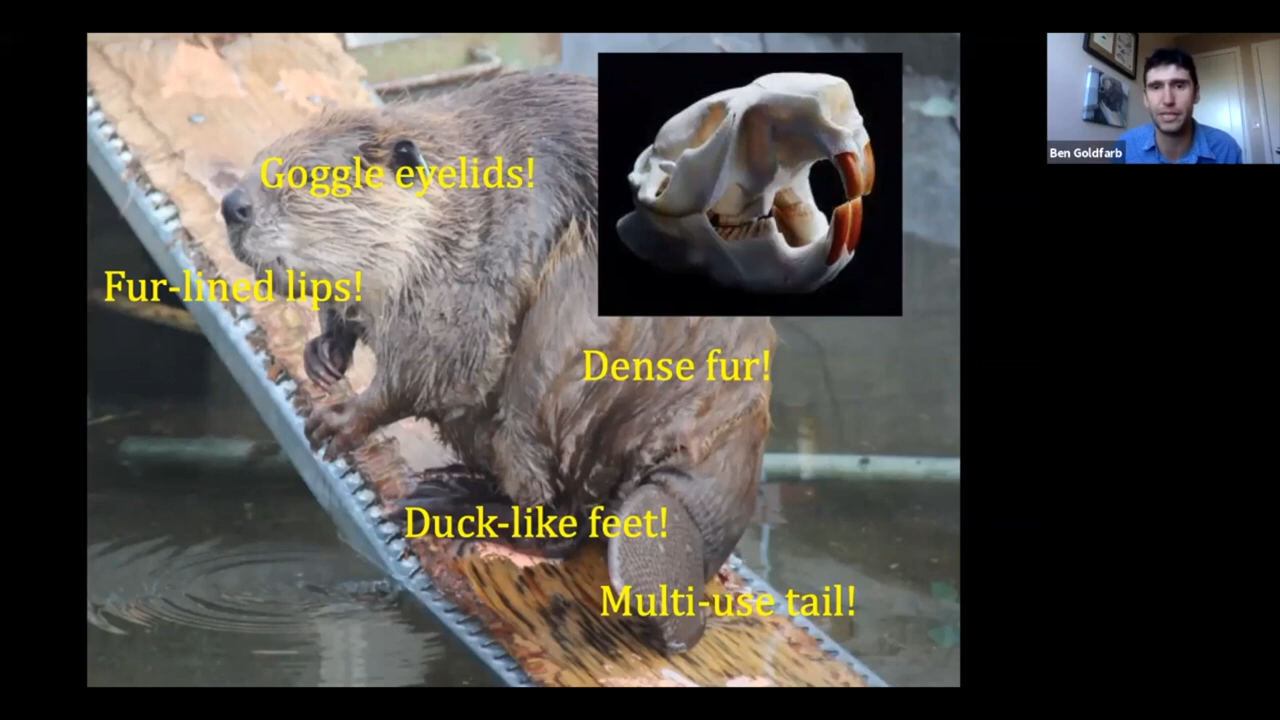 Goggle eyelids!
Fur-lined lips!
Dense fur!
Duck-like feet!
Multi-use tail!
Ben Goldfarb